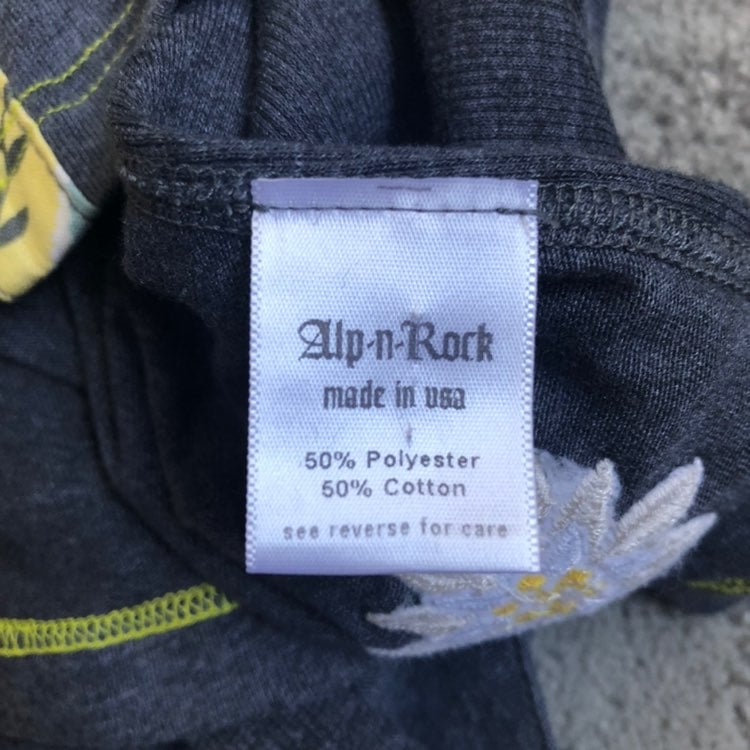 Alp-n-Rock
made in usa
50% Polyester
50% Cotton
see reverse for care